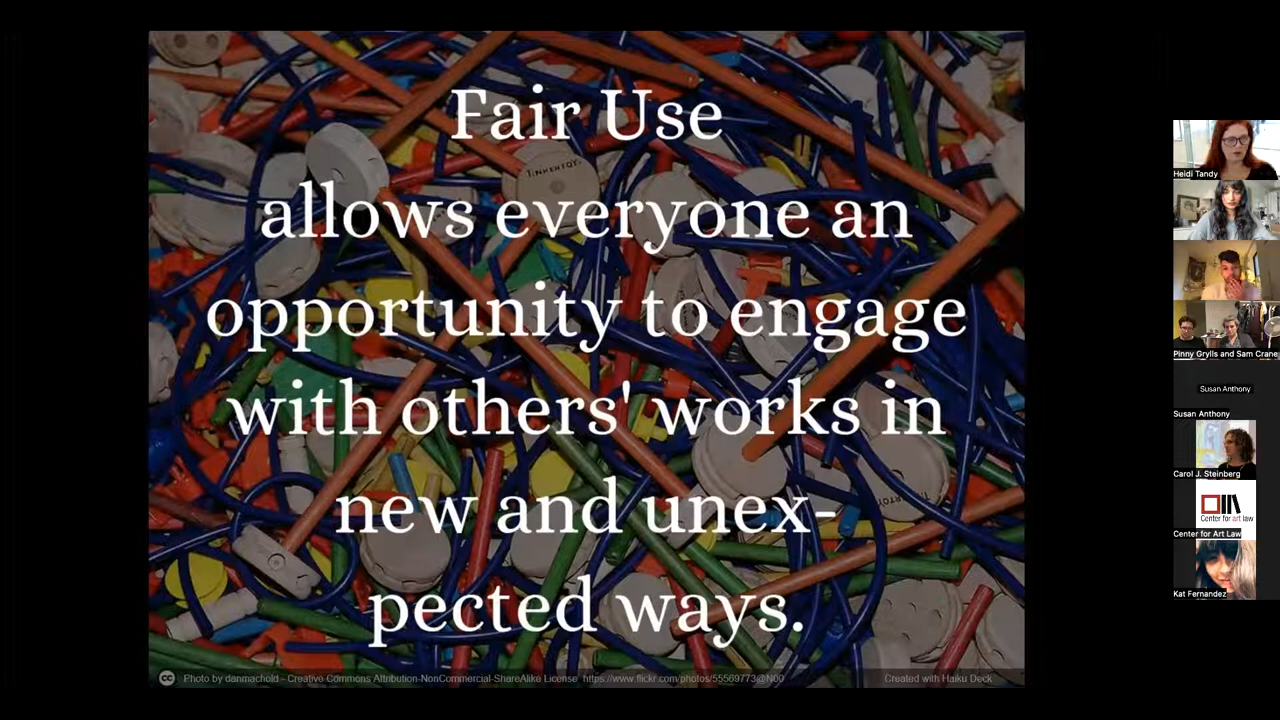 Fair Use
allows everyone an
opportunity to engage
with others' works in
new and unex-
pected ways.
TINKERTOY.
Photo by danmachold - Creative Commons Attribution-NonCommercial-ShareAlike License https://www.flickr.com/photos/55569773@N00
Created with Haiku Deck
Heidi Tandy
Pinny Grylls and Sam Crane
Susan Anthony
Susan Anthony
Carol J. Steinberg
Center for art law
Center for Art Law
Kat Fernandez